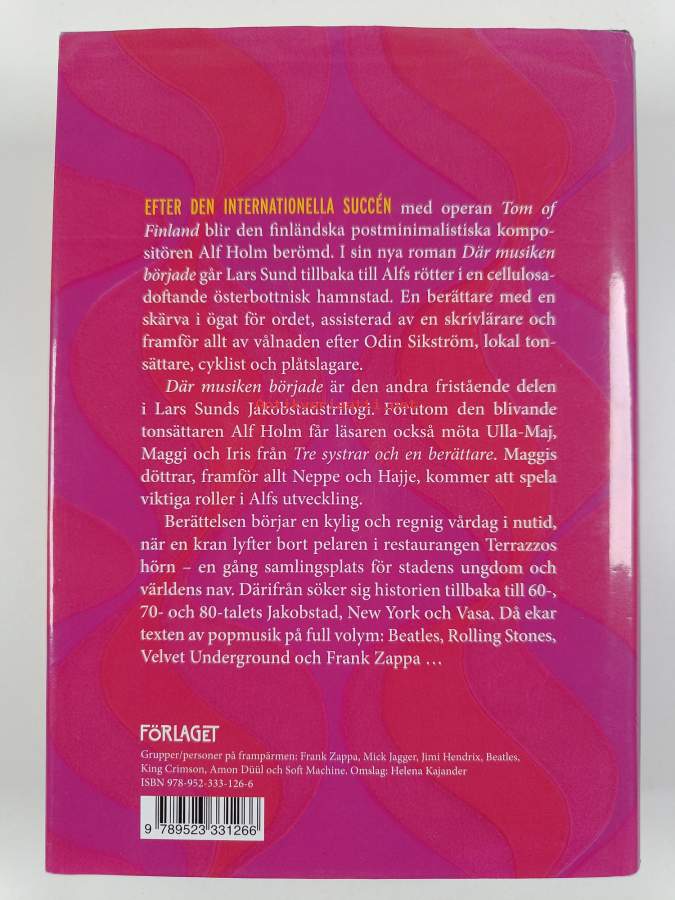 EFTER DEN INTERNATIONELLA SUCCÉN med operan Tom of
Finland blir den finländska postminimalistiska kompo-
sitören Alf Holm berömd. I sin nya roman Där musiken
började går Lars Sund tillbaka till Alfs rötter i en cellulosa-
doftande österbottnisk hamnstad. En berättare med en
skärva i ögat för ordet, assisterad av en skrivlärare och
framför allt av vålnaden efter Odin Sikström, lokal ton-
sättare, cyklist och plåtslagare.
Där musiken började är den andra fristående delen
i Lars Sunds Jakobstadstrilogi. Förutom den blivande
tonsättaren Alf Holm får läsaren också möta Ulla-Maj,
Maggi och Iris från Tre systrar och en berättare. Maggis
döttrar, framför allt Neppe och Hajje, kommer att spela
viktiga roller i Alfs utveckling.
Berättelsen börjar en kylig och regnig vårdag i nutid,
när en kran lyfter bort pelaren i restaurangen Terrazzos
hörn – en gång samlingsplats för stadens ungdom och
världens nav. Därifrån söker sig historien tillbaka till 60-,
70- och 80-talets Jakobstad, New York och Vasa. Då ekar
texten av popmusik på full volym: Beatles, Rolling Stones,
Velvet Underground och Frank Zappa …
FÖRLAGET
Grupper/personer på frampärmen: Frank Zappa, Mick Jagger, Jimi Hendrix, Beatles,
King Crimson, Amon Düül och Soft Machine. Omslag: Helena Kajander
ISBN 978-952-333-126-6
9 789523 331266